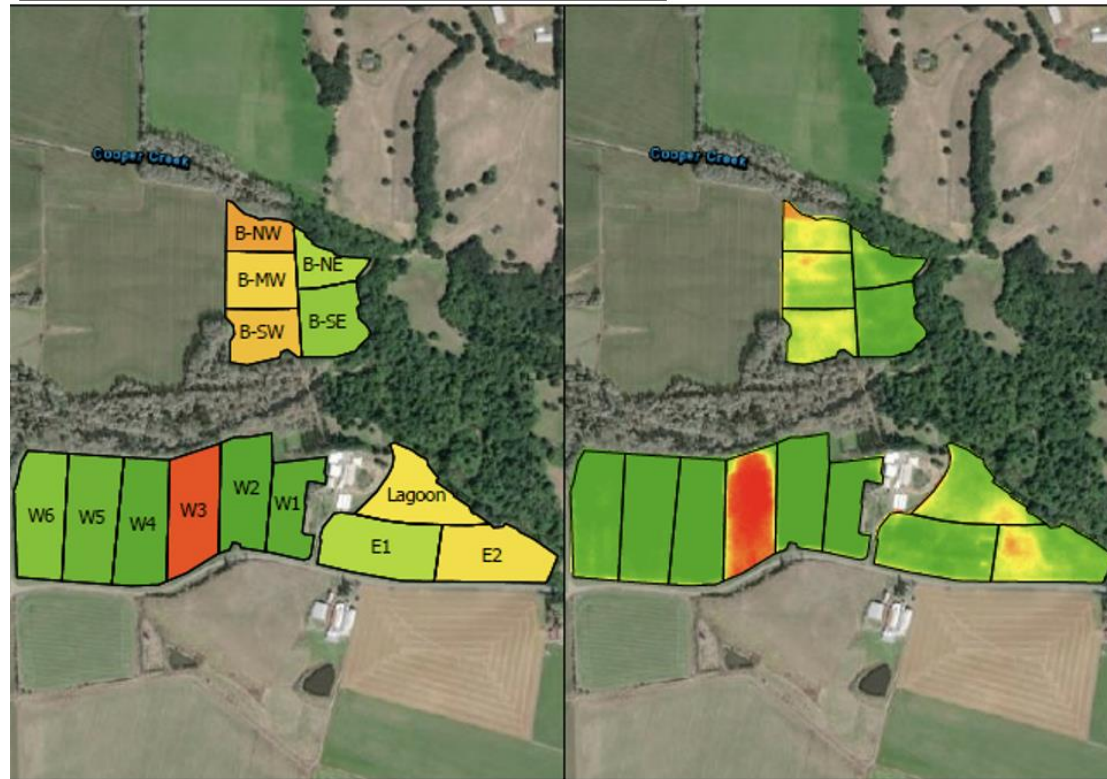 Cooper Creek
Cooper Creek
B-NW
B-NE
B-MW
B-SE
B-SW
W6
W5
W4
W3
W2
W1
Lagoon
E1
E2